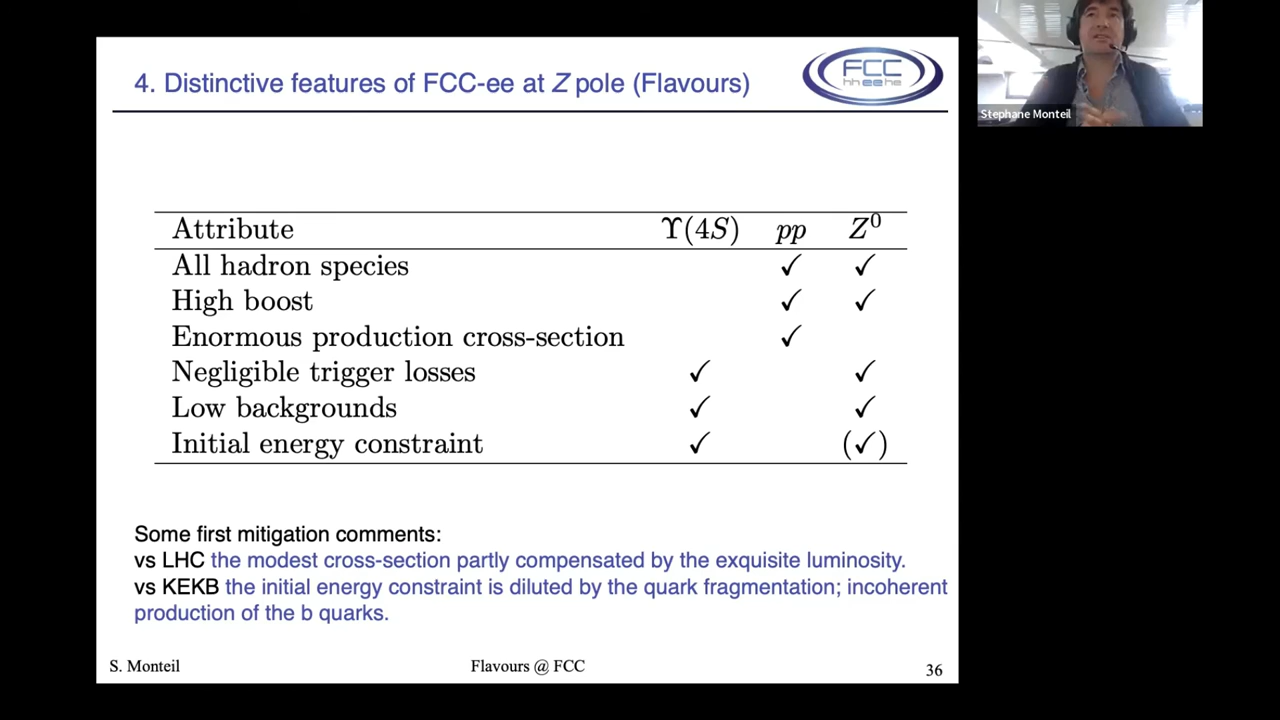 4. Distinctive features of FCC-ee at Z pole (Flavours)
FCC
hh ee he
Stephane Monteil
Attribute ϒ(4S) pp Z⁰
All hadron species ✓ ✓
High boost ✓ ✓
Enormous production cross-section ✓
Negligible trigger losses ✓ ✓
Low backgrounds ✓ ✓
Initial energy constraint ✓ (✓)
Some first mitigation comments:
vs LHC the modest cross-section partly compensated by the exquisite luminosity.
vs KEKB the initial energy constraint is diluted by the quark fragmentation; incoherent
production of the b quarks.
S. Monteil Flavours @ FCC 36